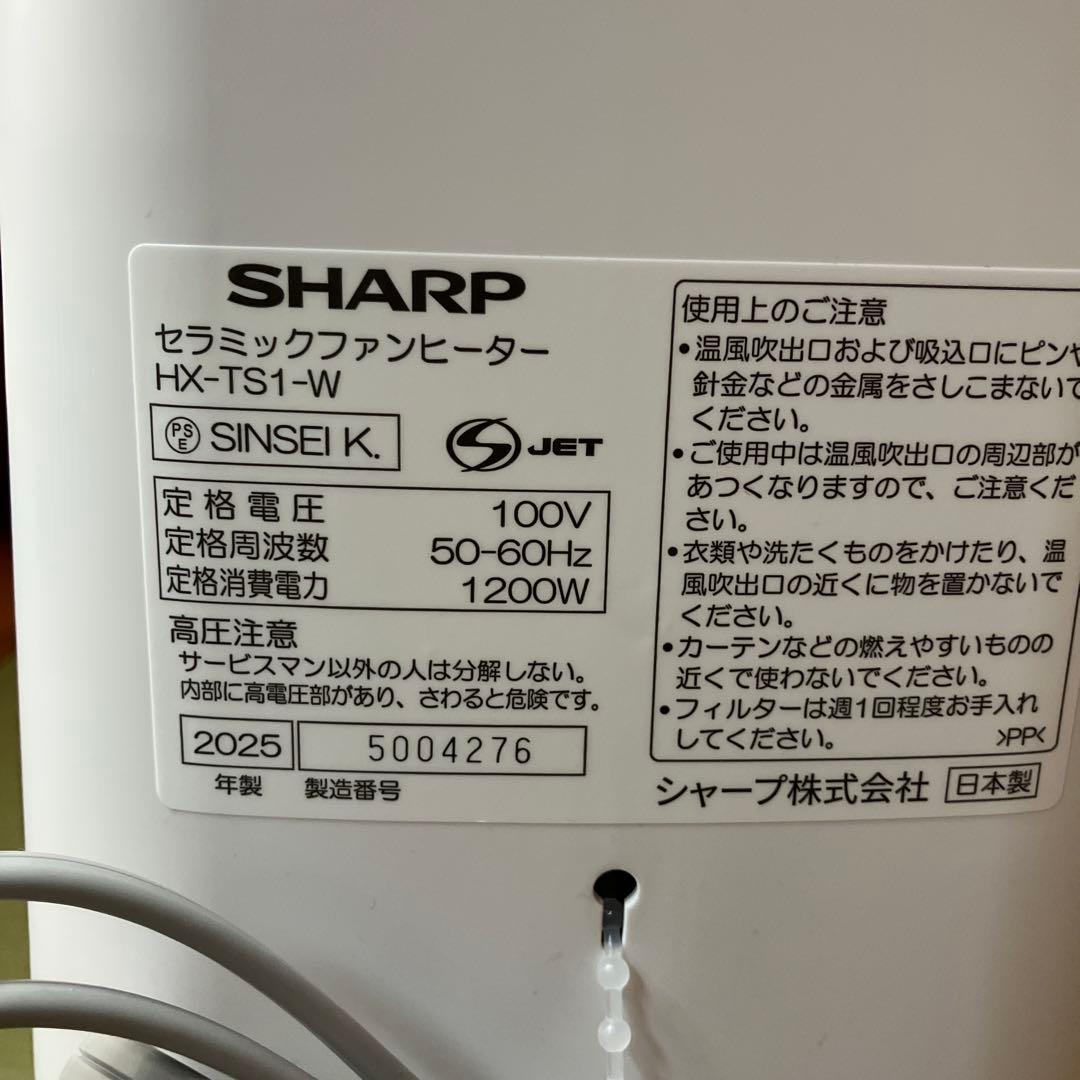 SHARP
セラミックファンヒーター
HX-TS1-W
PSE SINSEI K.
S JET
定格電圧 100V
定格周波数 50-60Hz
定格消費電力 1200W
高圧注意
サービスマン以外の人は分解しない。
内部に高電圧部があり、さわると危険です。
2025 5004276
年製 製造番号
使用上のご注意
•温風吹出口および吸込口にピンや
針金などの金属をさしこまないで
ください。
•ご使用中は温風吹出口の周辺部が
あつくなりますので、ご注意くだ
さい。
•衣類や洗たくものをかけたり、温
風吹出口の近くに物を置かないで
ください。
•カーテンなどの燃えやすいものの
近くで使わないでください。
•フィルターは週1回程度お手入れ
してください。 >PP<
シャープ株式会社 日本製